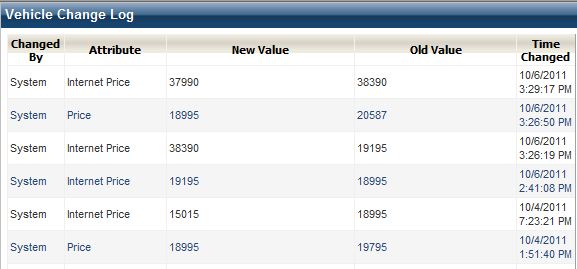 Vehicle Change Log
Changed By Attribute New Value Old Value Time Changed
System Internet Price 37990 38390 10/6/2011 3:29:17 PM
System Price 18995 20587 10/6/2011 3:26:50 PM
System Internet Price 38390 19195 10/6/2011 3:26:19 PM
System Internet Price 19195 18995 10/6/2011 2:41:08 PM
System Internet Price 15015 18995 10/4/2011 7:23:21 PM
System Price 18995 19795 10/4/2011 1:51:40 PM